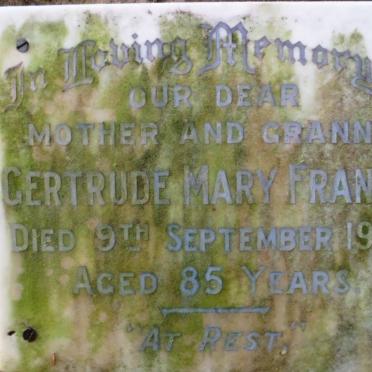 In Loving Memory
OUR DEAR
MOTHER AND GRANN
GERTRUDE MARY FRAN
DIED 9TH SEPTEMBER 19
AGED 85 YEARS.
"AT REST."